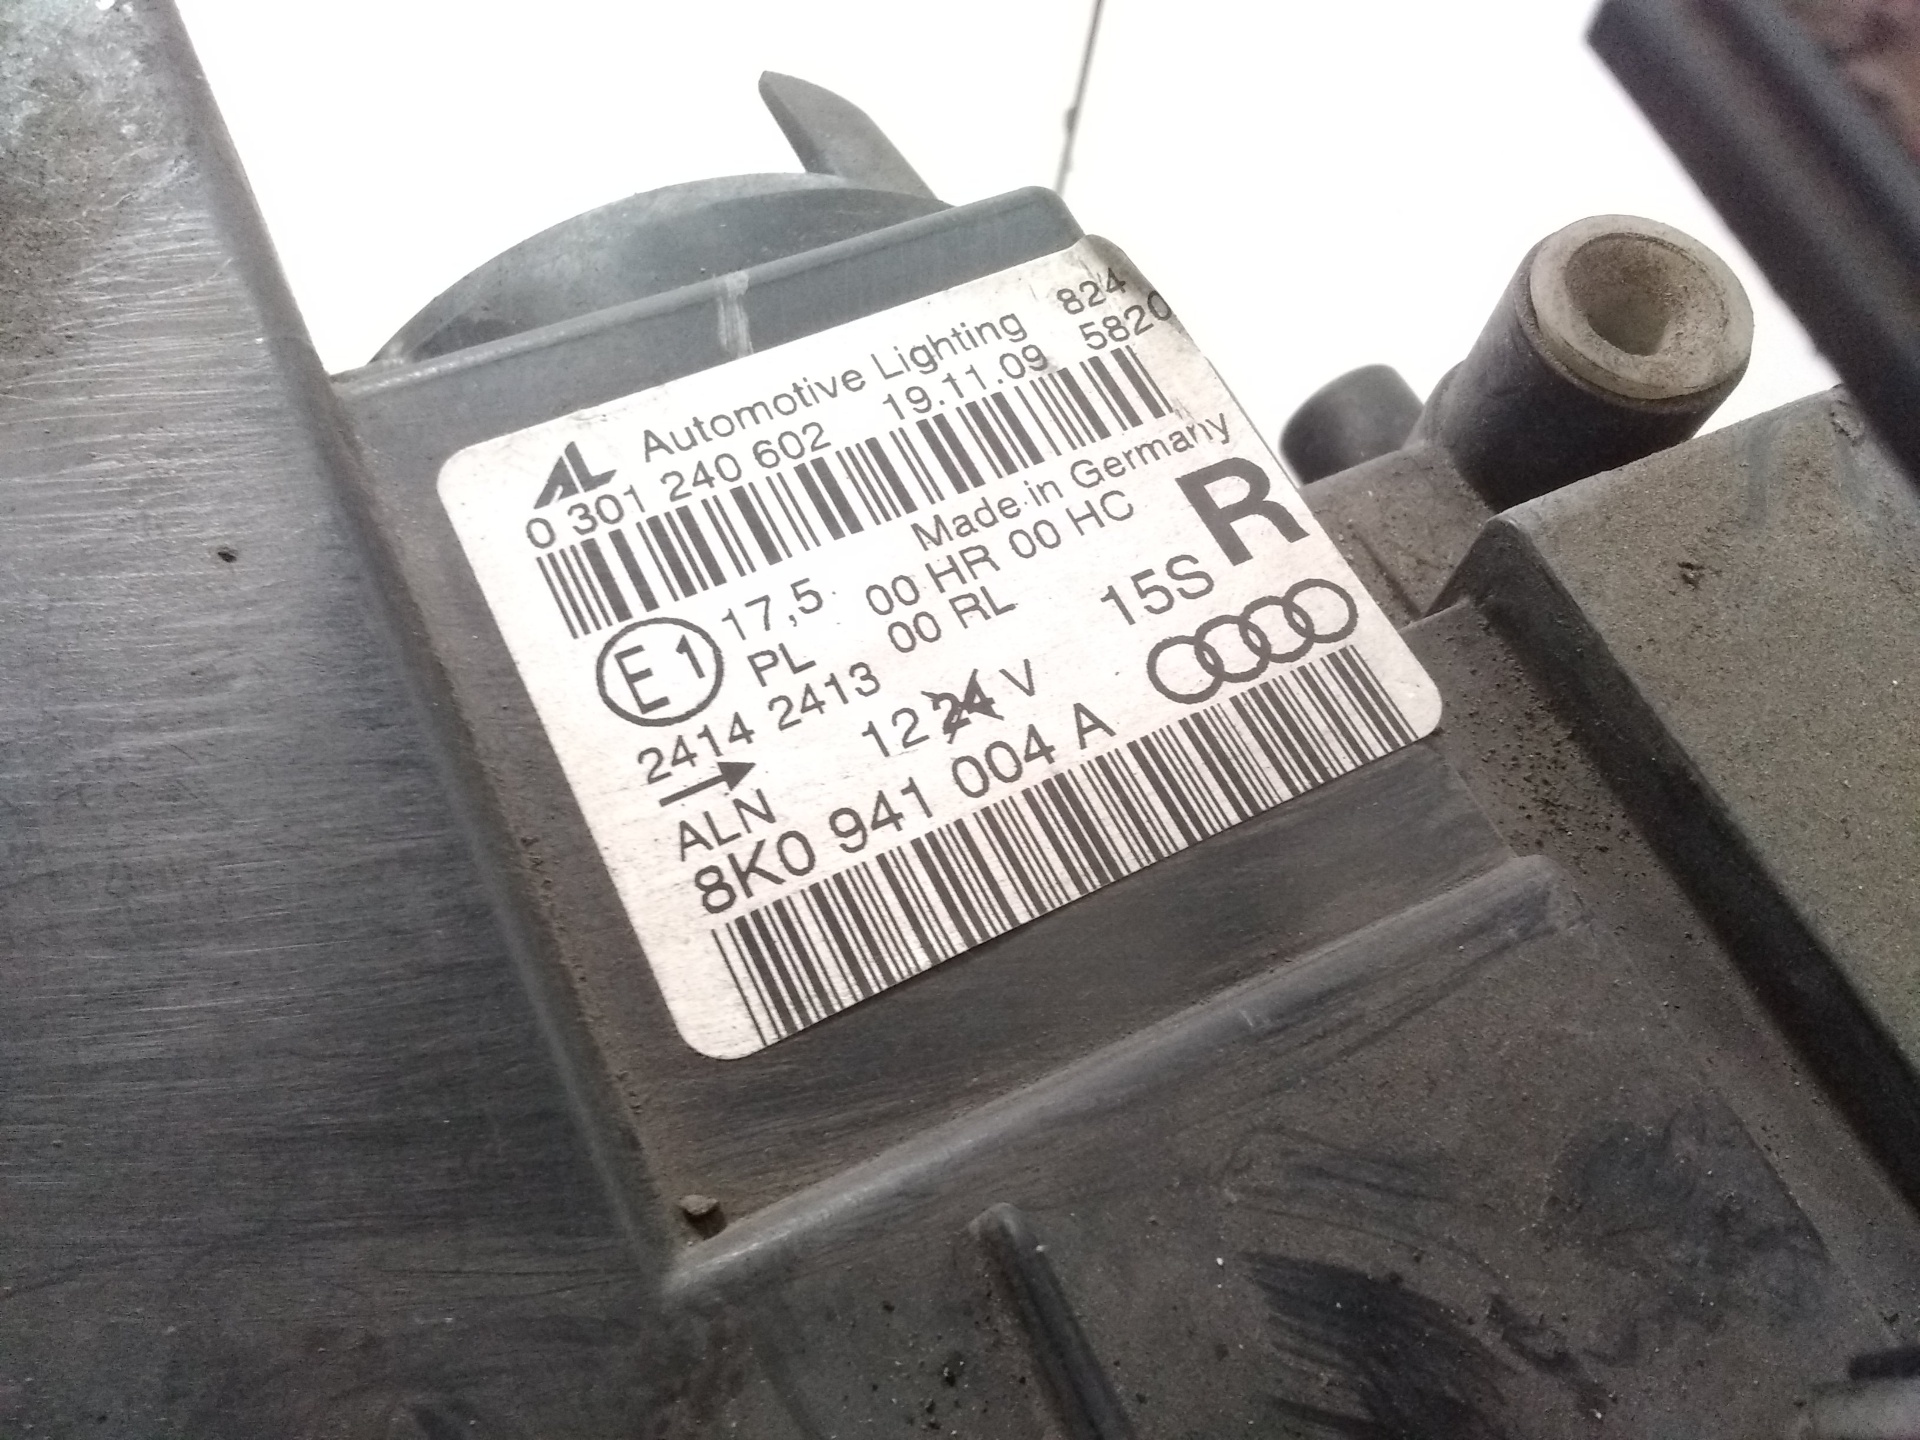 AL Automotive Lighting 824
0 301 240 602 19.11.09 5820
Made in Germany
E1 17,5 00 HR 00 HC R
PL 00 RL 15S
2414 2413
12 24 V
ALN
8K0 941 004 A